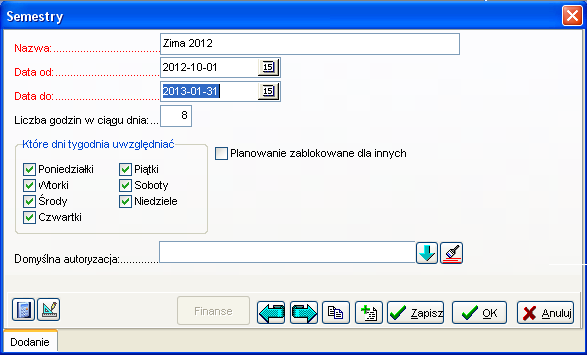 Semestry
Nazwa: Zima 2012
Data od: 2012-10-01 15
Data do: 2013-01-31 15
Liczba godzin w ciągu dnia: 8
Które dni tygodnia uwzględniać
Planowanie zablokowane dla innych
Poniedziałki Piątki
Wtorki Soboty
Środy Niedziele
Czwartki
Domyślna autoryzacja:
Finanse Zapisz OK Anuluj
Dodanie